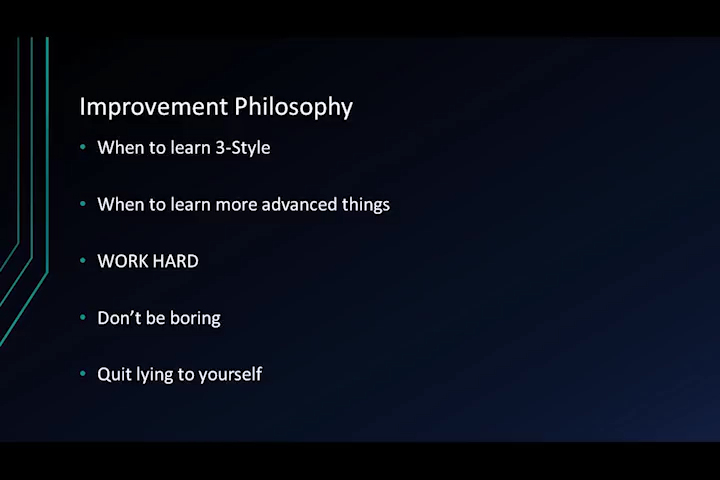 Improvement Philosophy
• When to learn 3-Style
• When to learn more advanced things
• WORK HARD
• Don’t be boring
• Quit lying to yourself